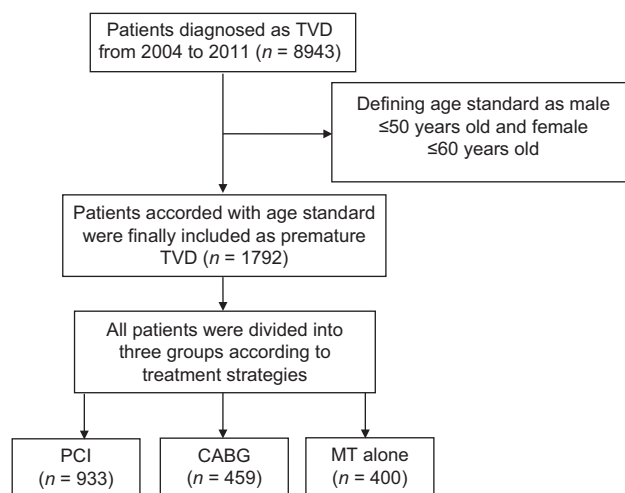 Patients diagnosed as TVD
from 2004 to 2011 (n = 8943)
Defining age standard as male
≤50 years old and female
≤60 years old
Patients accorded with age standard
were finally included as premature
TVD (n = 1792)
All patients were divided into
three groups according to
treatment strategies
PCI
(n = 933)
CABG
(n = 459)
MT alone
(n = 400)